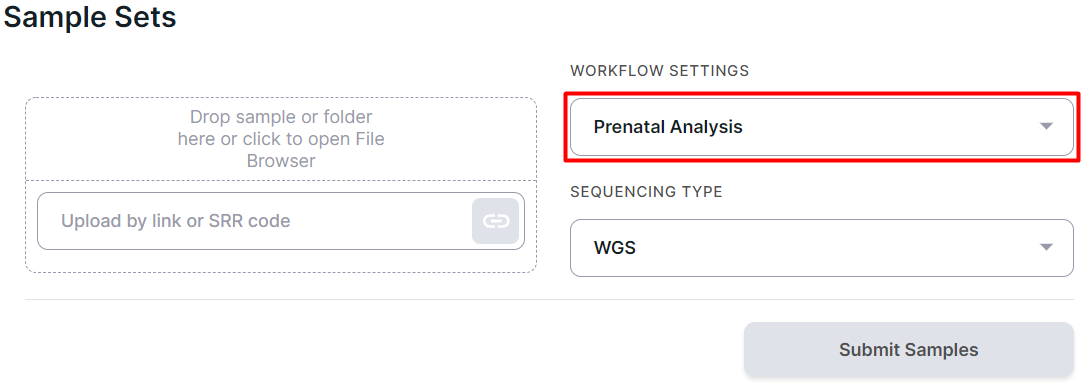 Sample Sets
Drop sample or folder
here or click to open File
Browser
Upload by link or SRR code
WORKFLOW SETTINGS
Prenatal Analysis
SEQUENCING TYPE
WGS
Submit Samples